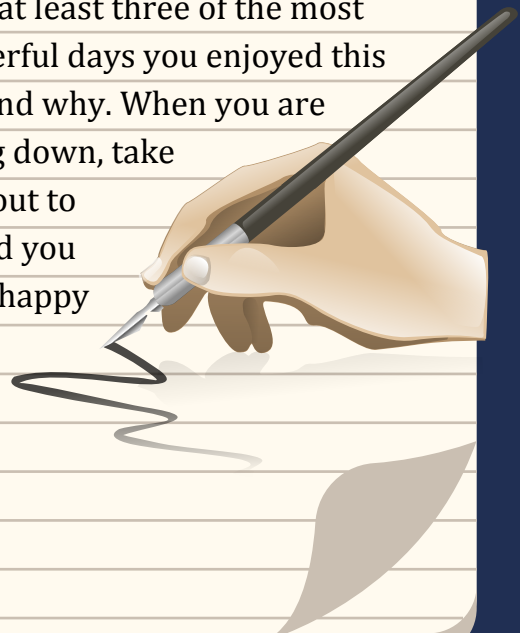 at least three of the most
erful days you enjoyed this
nd why. When you are
g down, take
out to
d you
happy